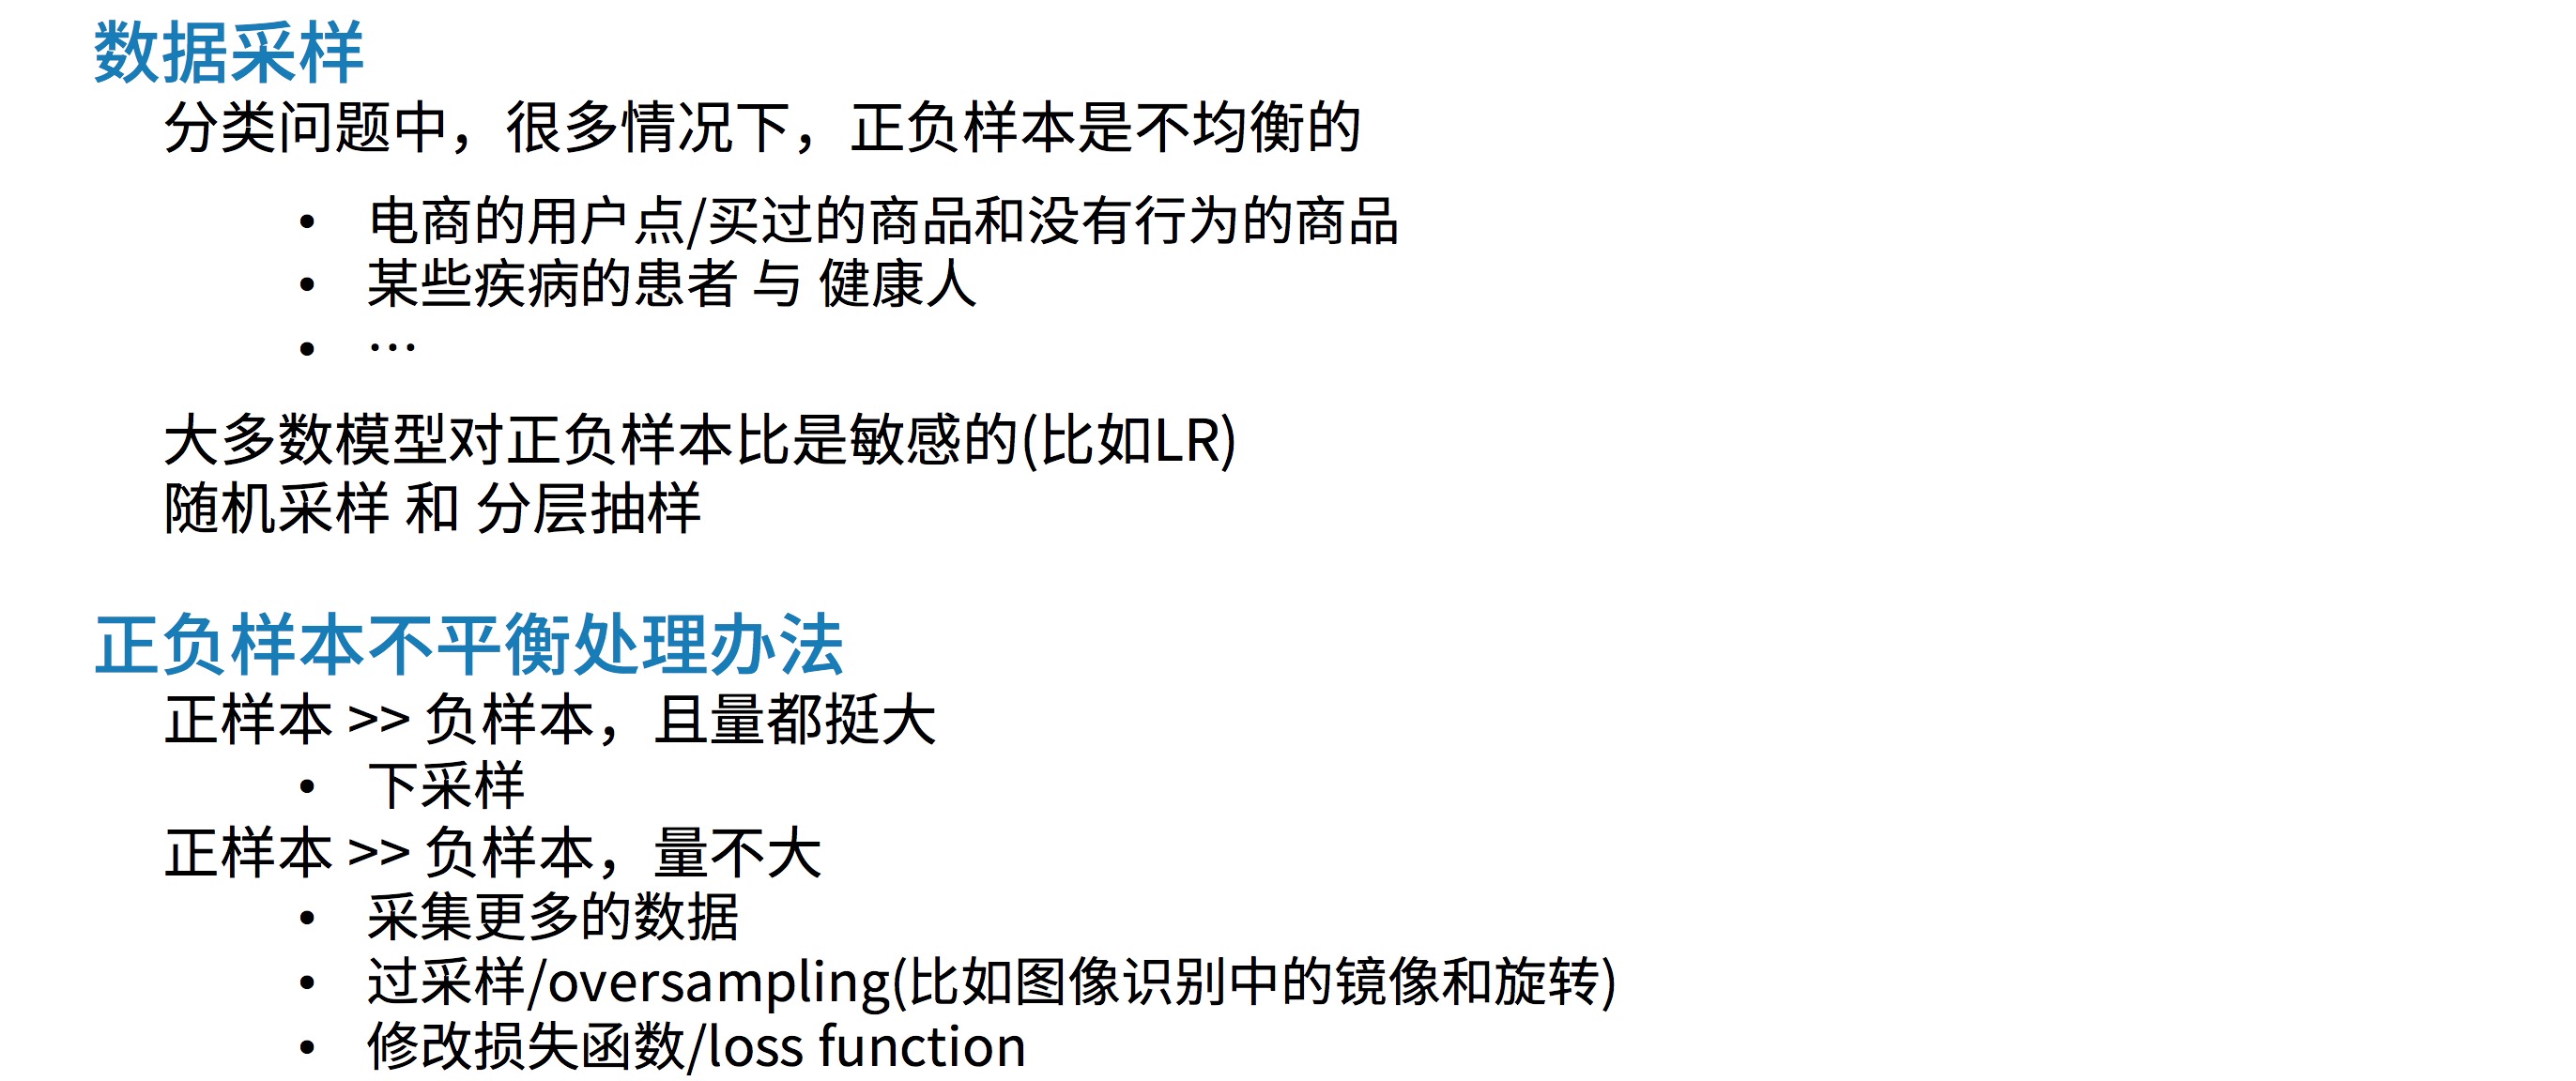 数据采样
分类问题中，很多情况下，正负样本是不均衡的
• 电商的用户点/买过的商品和没有行为的商品
• 某些疾病的患者 与 健康人
• …
大多数模型对正负样本比是敏感的(比如LR)
随机采样 和 分层抽样
正负样本不平衡处理办法
正样本 >> 负样本，且量都挺大
• 下采样
正样本 >> 负样本，量不大
• 采集更多的数据
• 过采样/oversampling(比如图像识别中的镜像和旋转)
• 修改损失函数/loss function